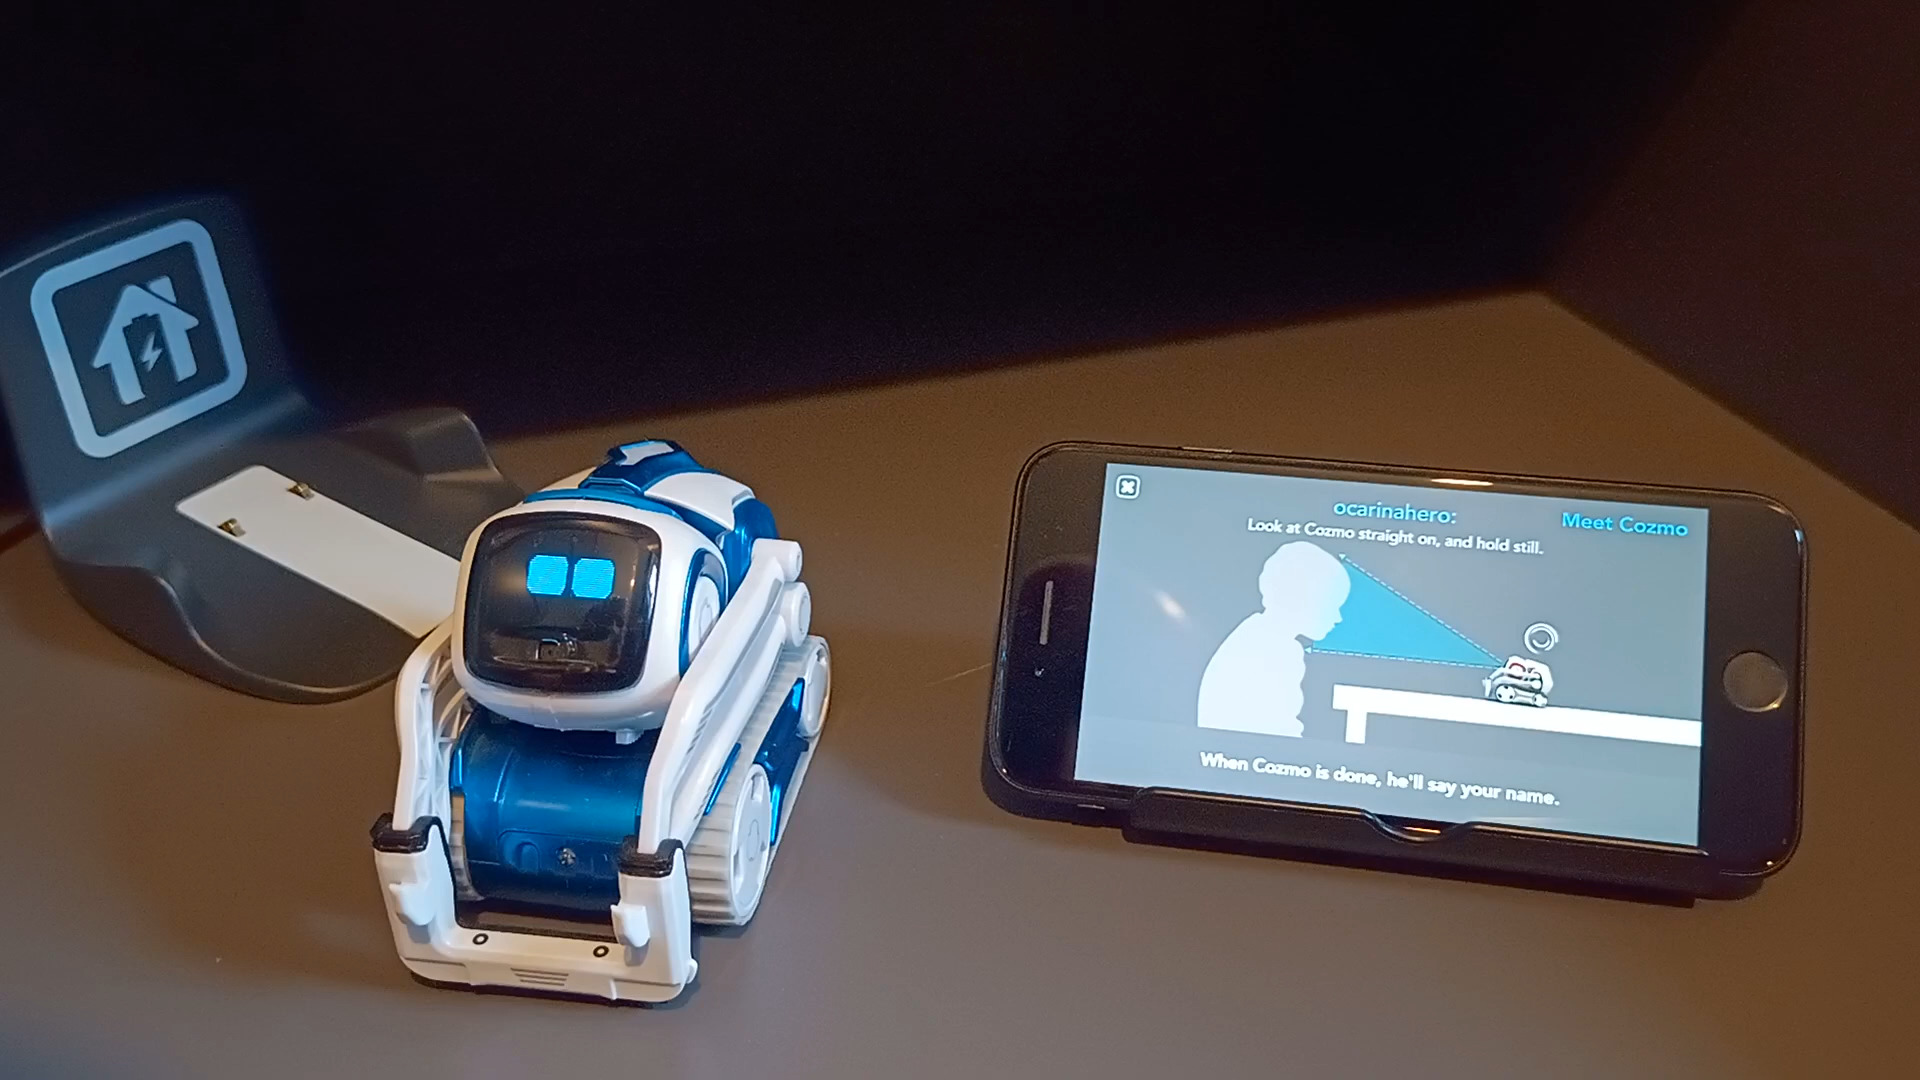 ocarinahero:
Meet Cozmo
Look at Cozmo straight on, and hold still.
When Cozmo is done, he'll say your name.